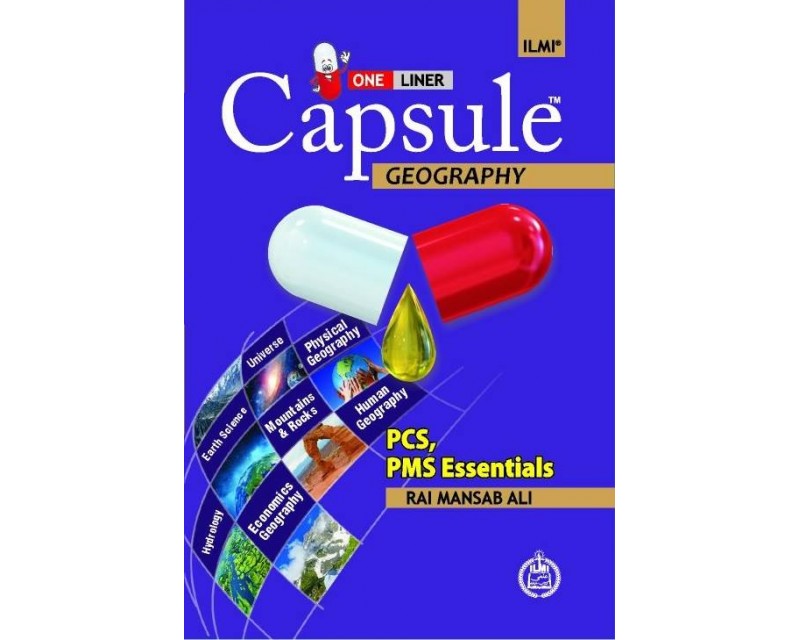 ILMI®
ONE LINER
Capsule™
GEOGRAPHY
Universe
Physical
Geography
Earth Science
Mountains
& Rocks
Human
Geography
Hydrology
Economics
Geography
PCS,
PMS Essentials
RAI MANSAB ALI